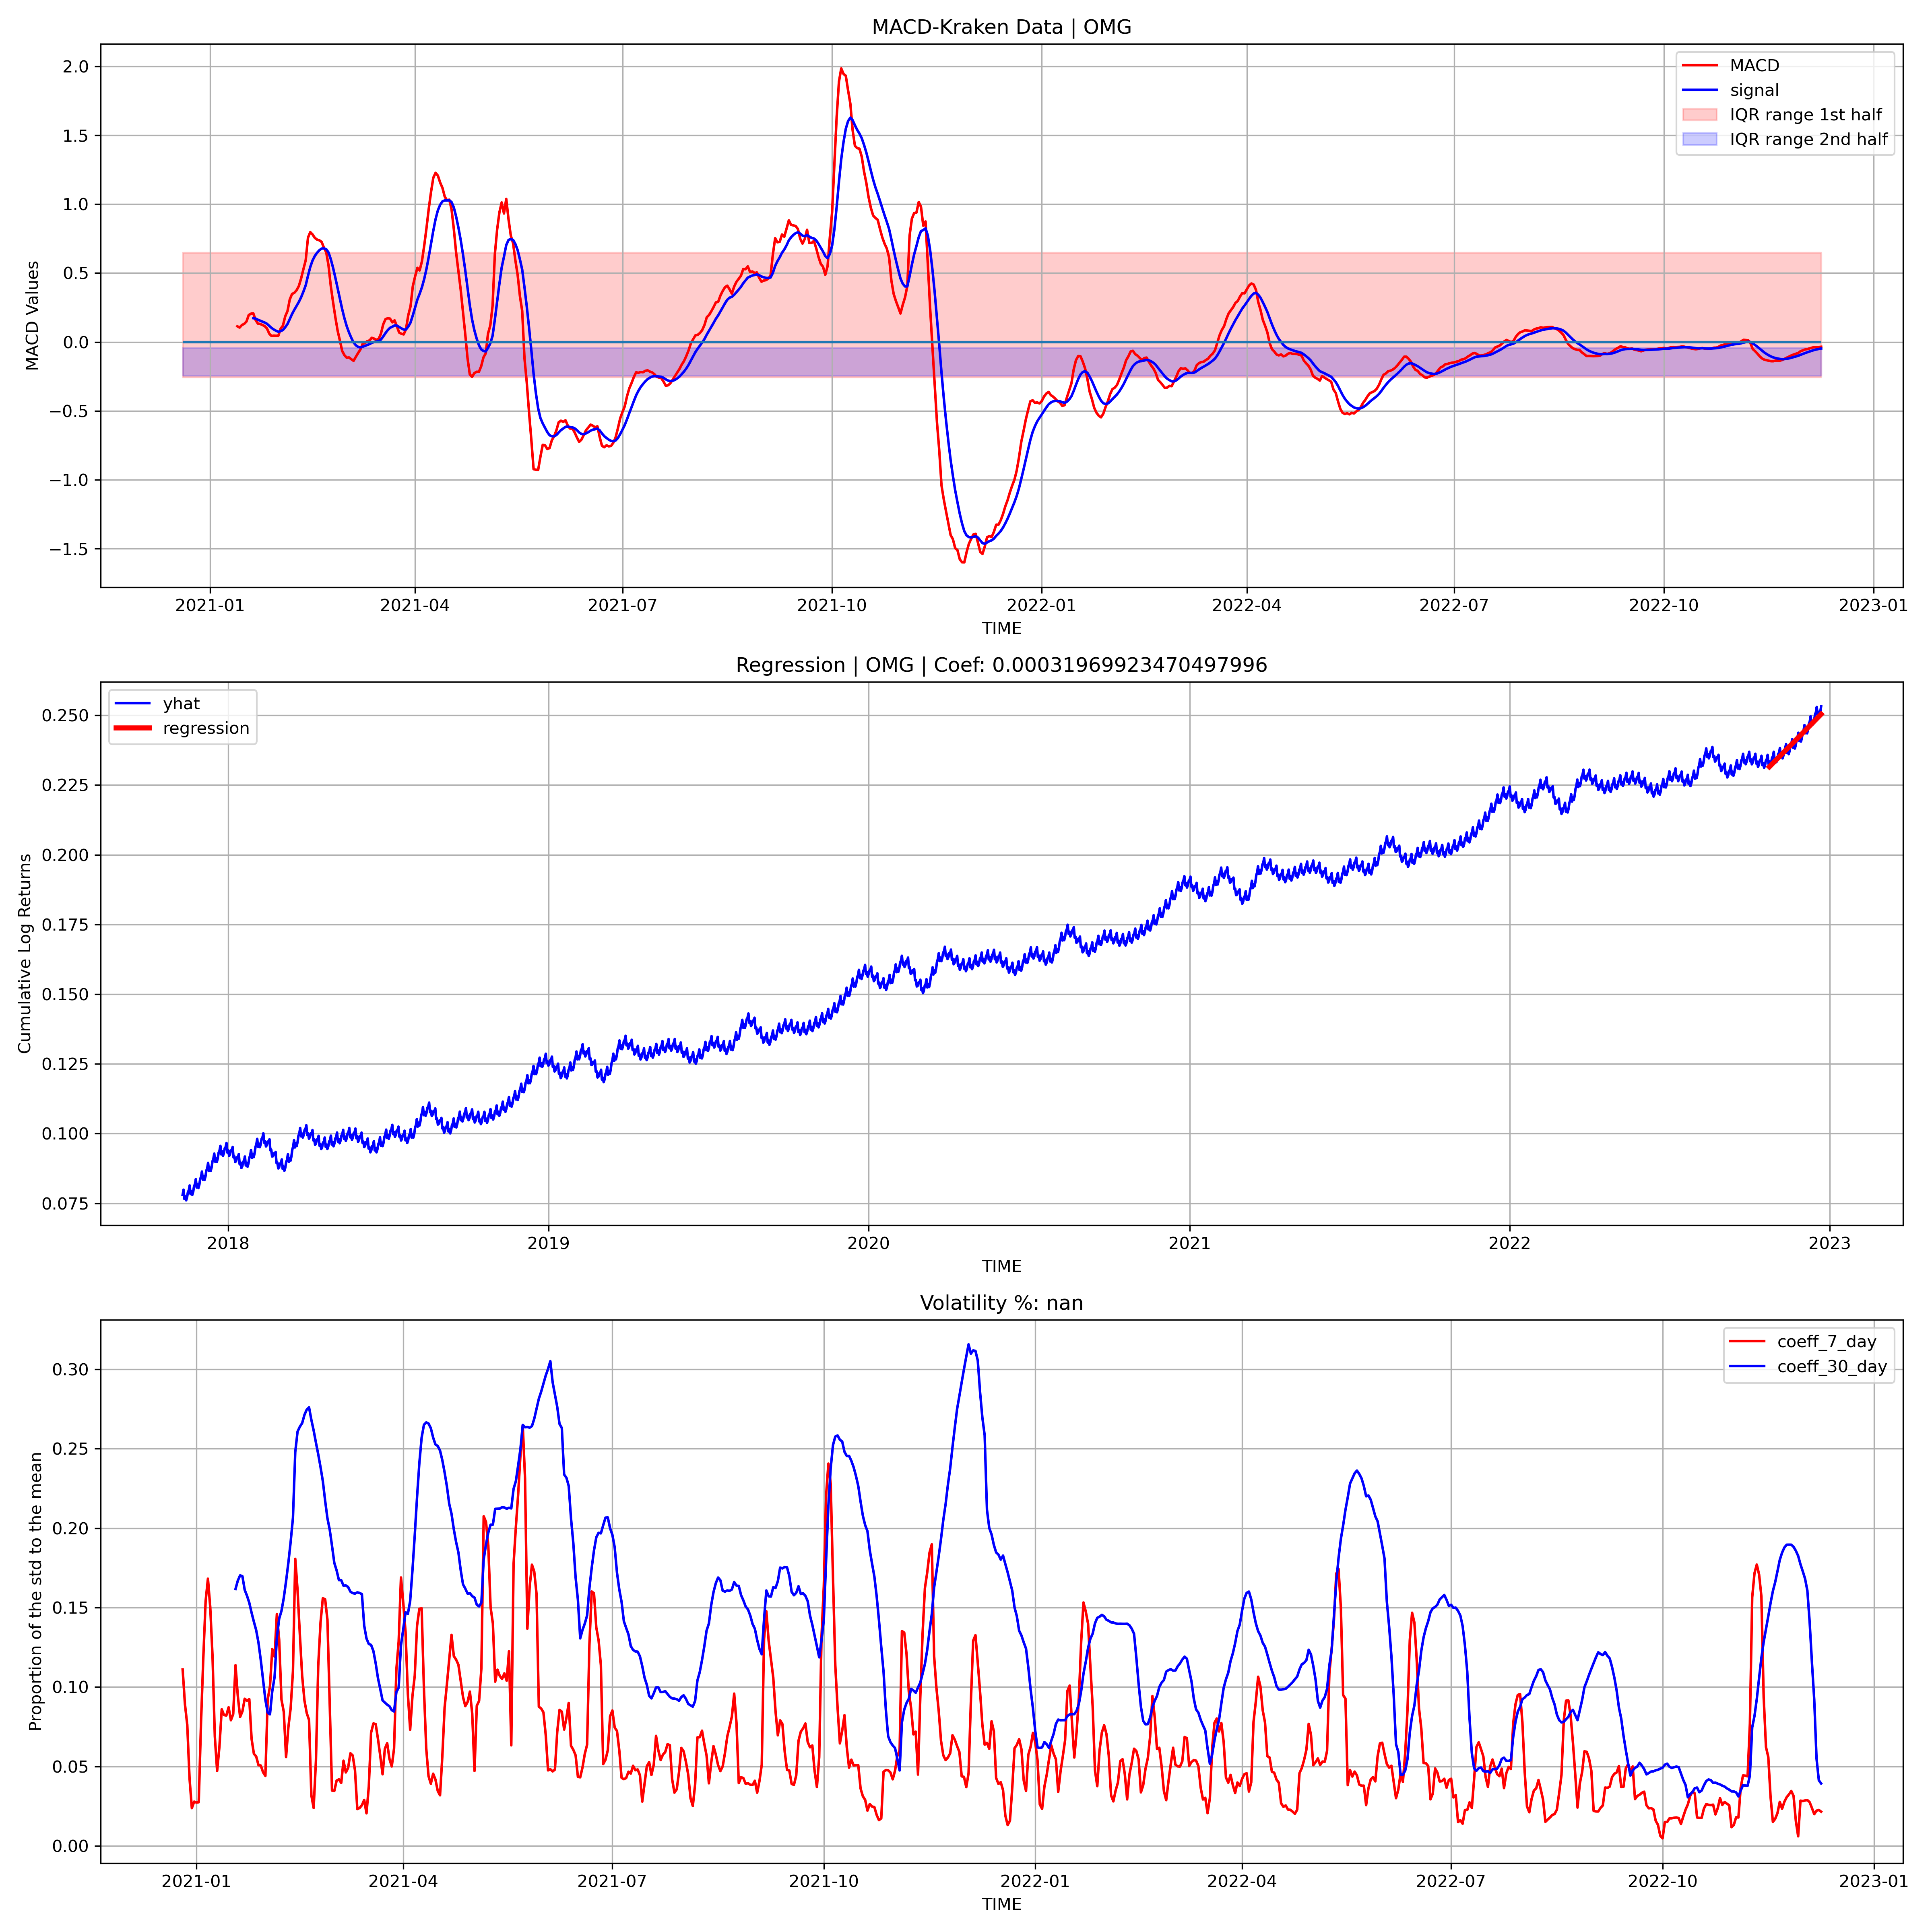 MACD-Kraken Data | OMG
MACD Values
2.0
1.5
1.0
0.5
0.0
−0.5
−1.0
−1.5
MACD
signal
IQR range 1st half
IQR range 2nd half
2021-01 2021-04 2021-07 2021-10 2022-01 2022-04 2022-07 2022-10 2023-01
TIME
Regression | OMG | Coef: 0.00031969923470497996
Cumulative Log Returns
0.250
0.225
0.200
0.175
0.150
0.125
0.100
0.075
yhat
regression
2018 2019 2020 2021 2022 2023
TIME
Volatility %: nan
Proportion of the std to the mean
0.30
0.25
0.20
0.15
0.10
0.05
0.00
coeff_7_day
coeff_30_day
2021-01 2021-04 2021-07 2021-10 2022-01 2022-04 2022-07 2022-10 2023-01
TIME